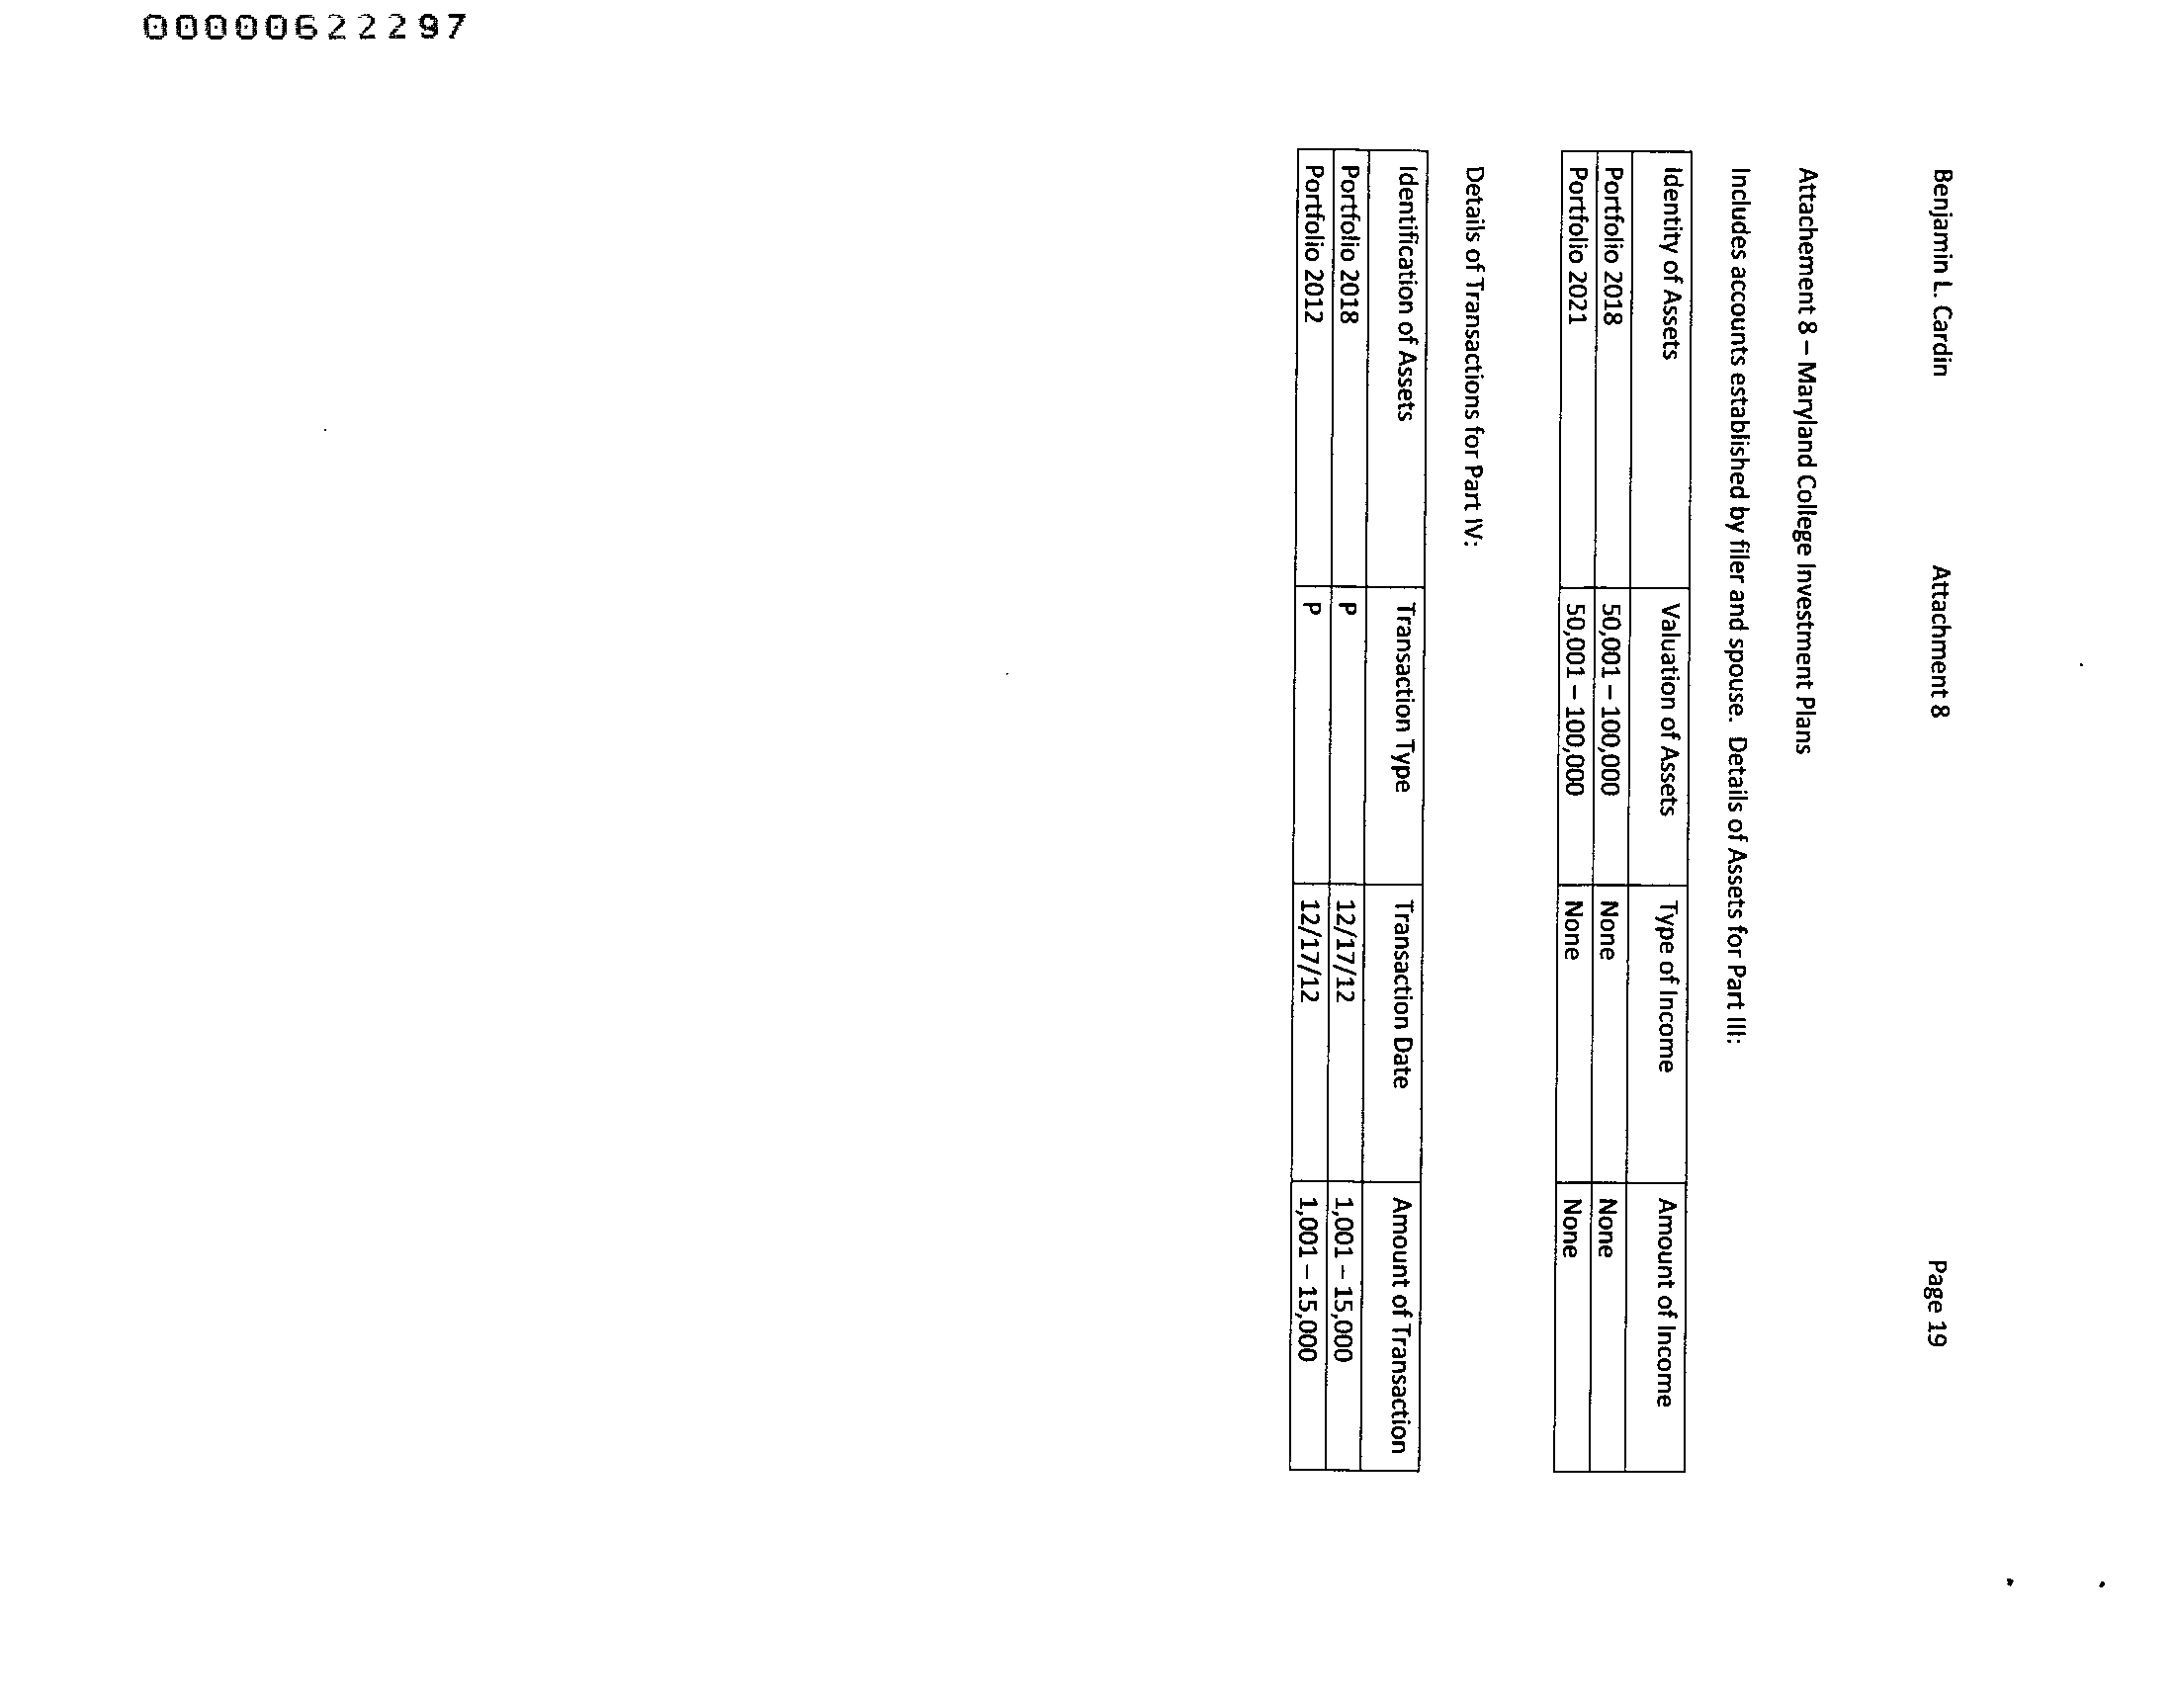 00000622297
Benjamin L. Cardin Attachment 8 Page 19
Attachement 8 – Maryland College Investment Plans
Includes accounts established by filer and spouse. Details of Assets for Part III:
Identity of Assets Valuation of Assets Type of Income Amount of Income
Portfolio 2018 50,001 – 100,000 None None
Portfolio 2021 50,001 – 100,000 None None
Details of Transactions for Part IV:
Identification of Assets Transaction Type Transaction Date Amount of Transaction
Portfolio 2018 P 12/17/12 1,001 – 15,000
Portfolio 2012 P 12/17/12 1,001 – 15,000